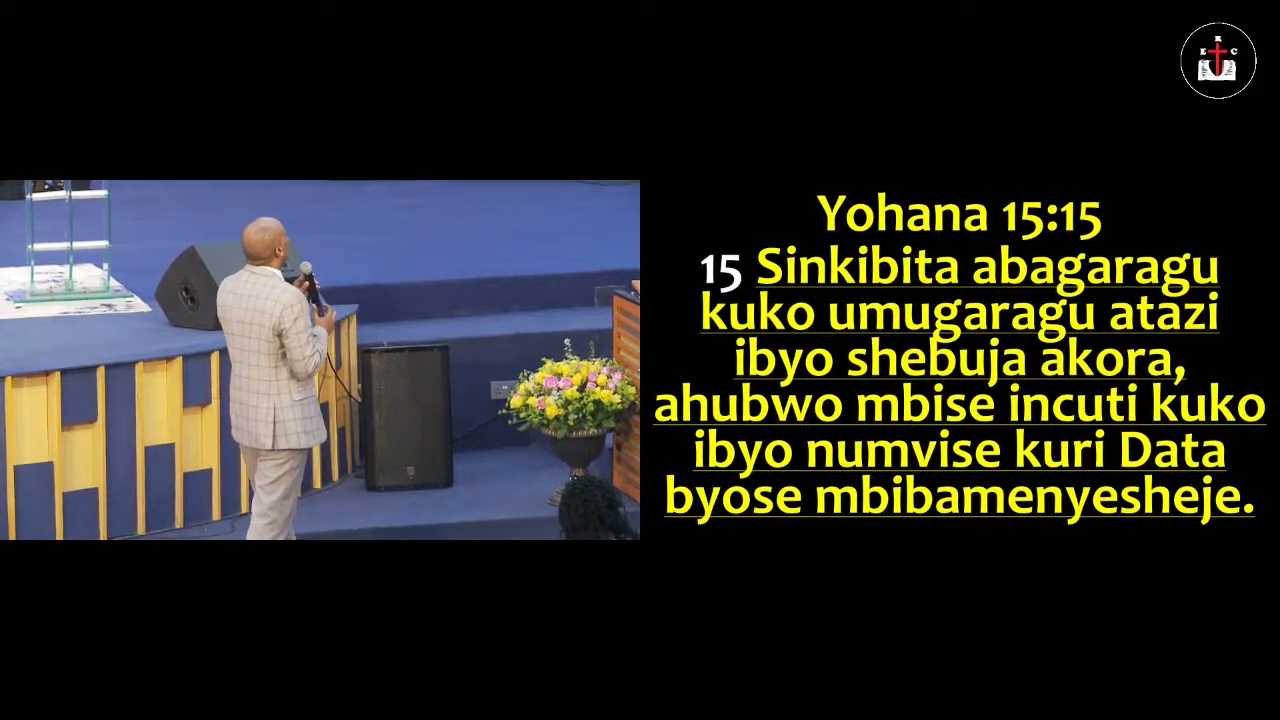 E R C
Yohana 15:15
15 Sinkibita abagaragu
kuko umugaragu atazi
ibyo shebuja akora,
ahubwo mbise incuti kuko
ibyo numvise kuri Data
byose mbibamenyesheje.